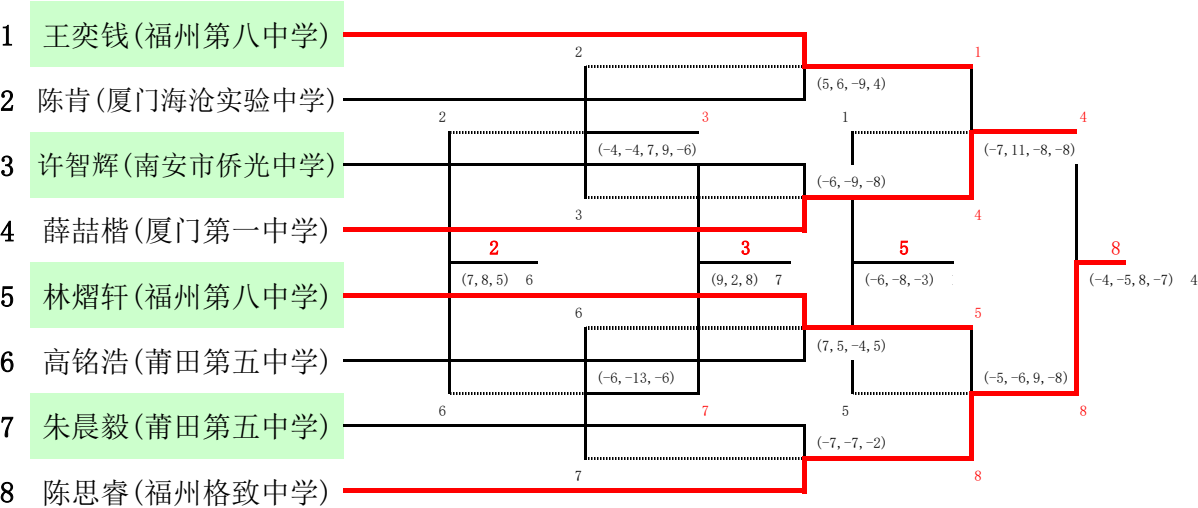 1 王奕钱(福州第八中学)
2 1
(5, 6, -9, 4)
2 陈肯(厦门海沧实验中学)
2 3 1 4
(-4, -4, 7, 9, -6) (-7, 11, -8, -8)
3 许智辉(南安市侨光中学)
(-6, -9, -8)
3 4
4 薛喆楷(厦门第一中学)
2 3 5 8
(7, 8, 5) 6 (9, 2, 8) 7 (-6, -8, -3) (-4, -5, 8, -7) 4
5 林熠轩(福州第八中学)
6 5
(7, 5, -4, 5)
6 高铭浩(莆田第五中学)
(-6, -13, -6) (-5, -6, 9, -8)
6 7 5 8
7 朱晨毅(莆田第五中学)
(-7, -7, -2)
7 8
8 陈思睿(福州格致中学)